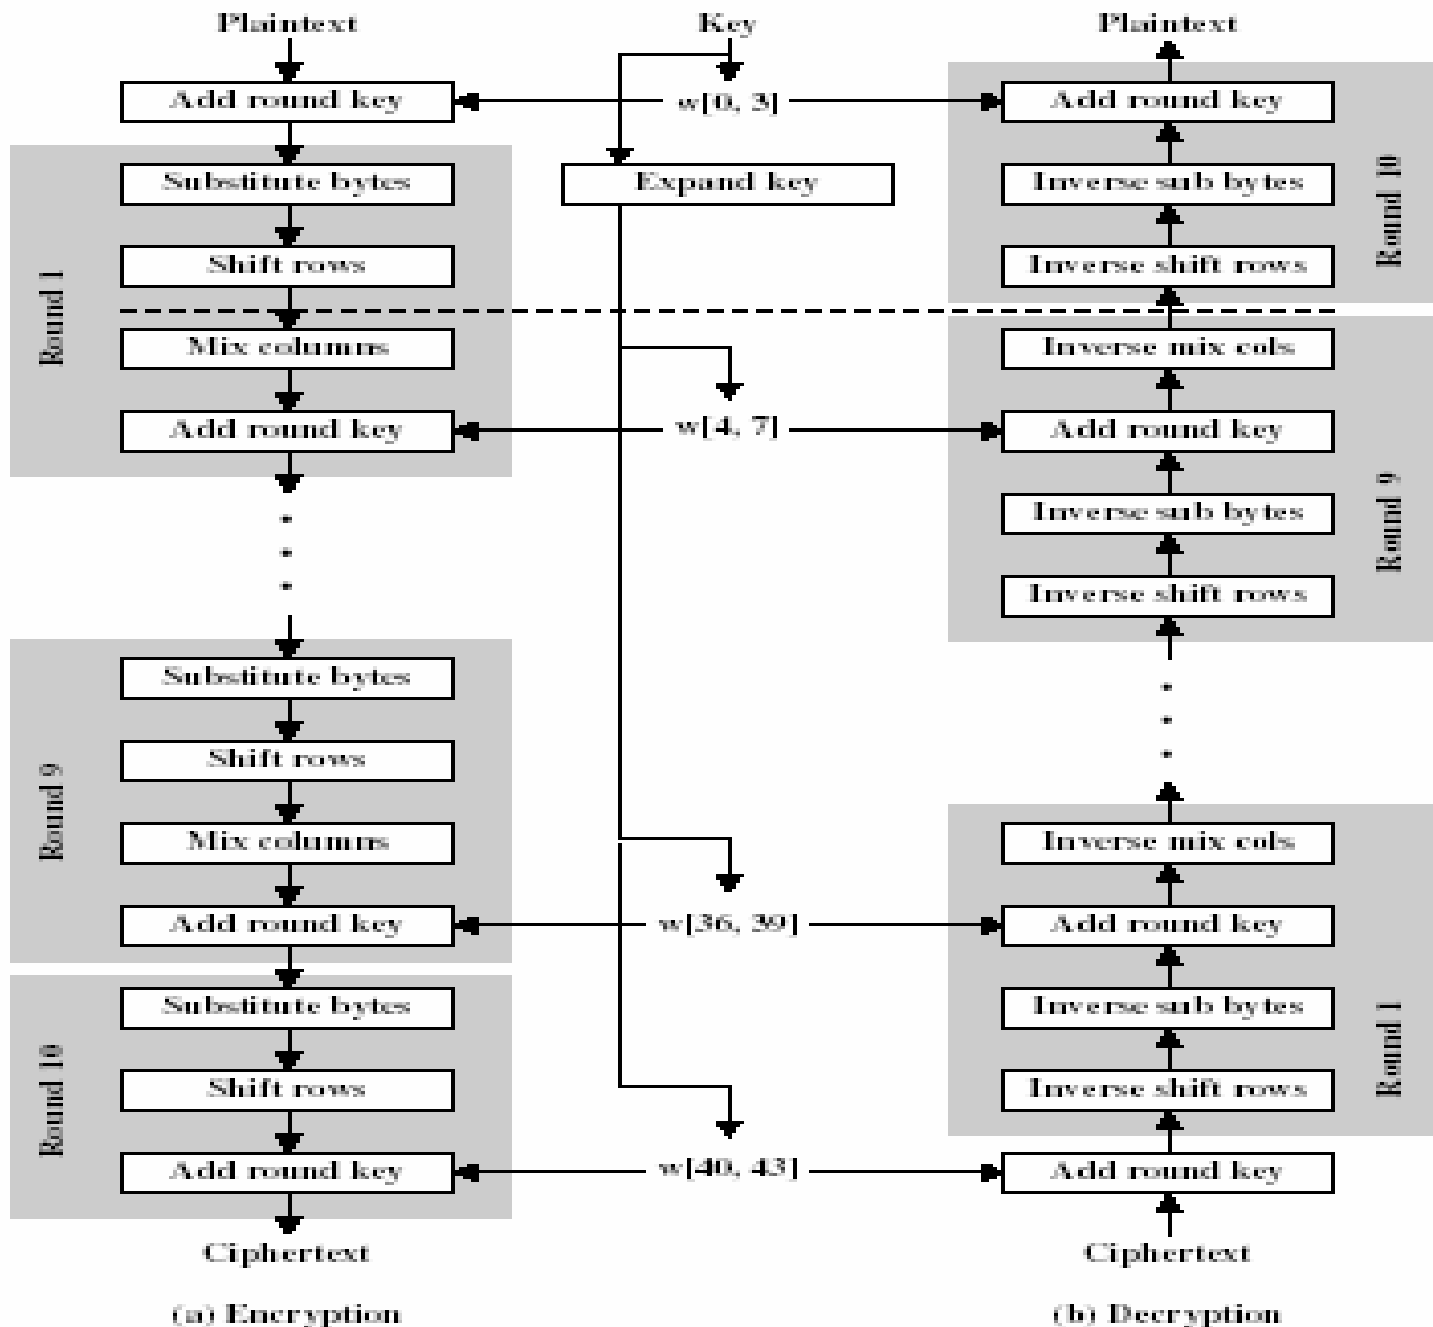 Plaintext
Key
Plaintext
Add round key
w[0, 3]
Add round key
Substitute bytes
Expand key
Inverse sub bytes
Round 10
Shift rows
Inverse shift rows
Round 1
Mix columns
Inverse mix cols
Add round key
w[4, 7]
Add round key
Inverse sub bytes
Round 9
Inverse shift rows
Substitute bytes
Shift rows
Round 9
Mix columns
Inverse mix cols
Add round key
w[36, 39]
Add round key
Substitute bytes
Inverse sub bytes
Round 10
Shift rows
Inverse shift rows
Round 1
Add round key
w[40, 43]
Add round key
Ciphertext
Ciphertext
(a) Encryption
(b) Decryption